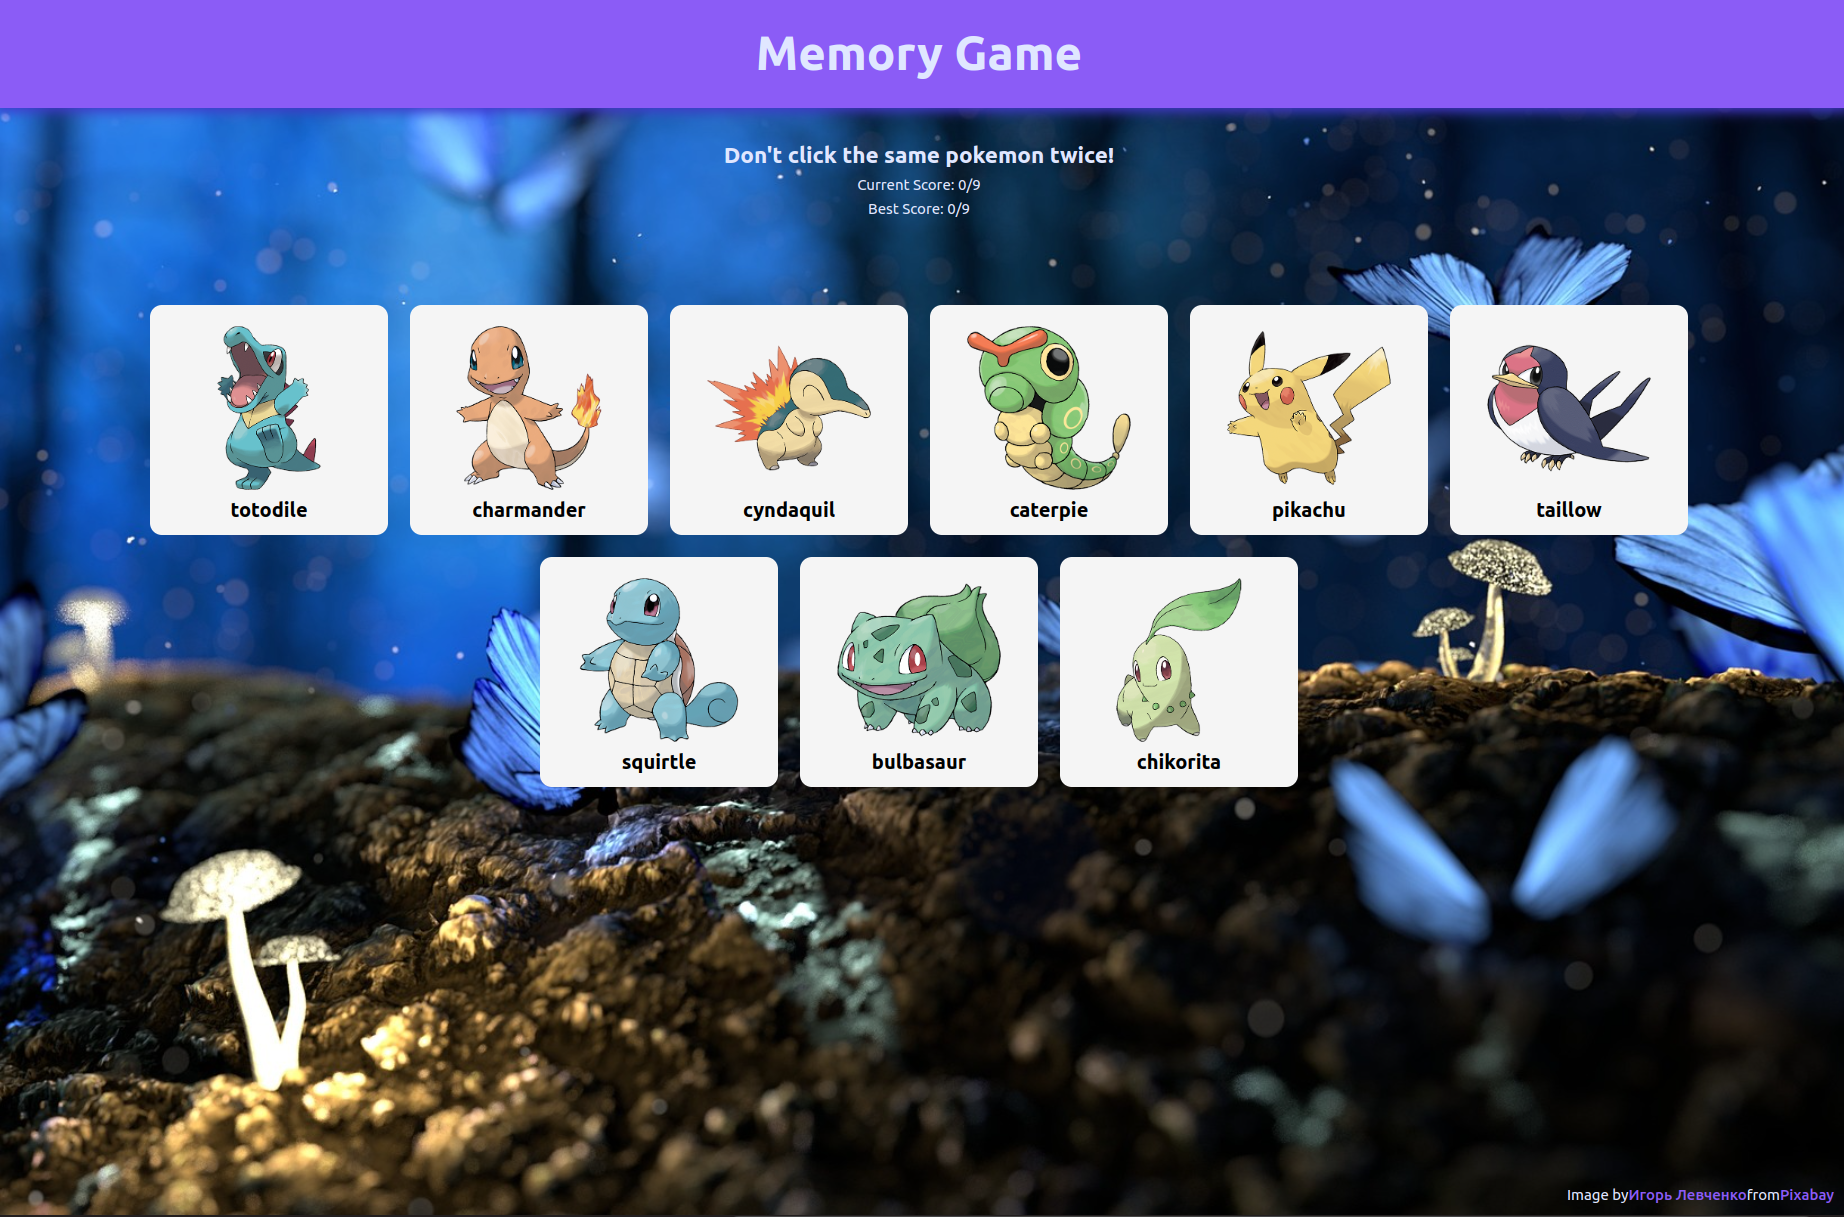 Memory Game
Don't click the same pokemon twice!
Current Score: 0/9
Best Score: 0/9
totodile
charmander
cyndaquil
caterpie
pikachu
taillow
squirtle
bulbasaur
chikorita
Image byИгорь ЛевченкоfromPixabay